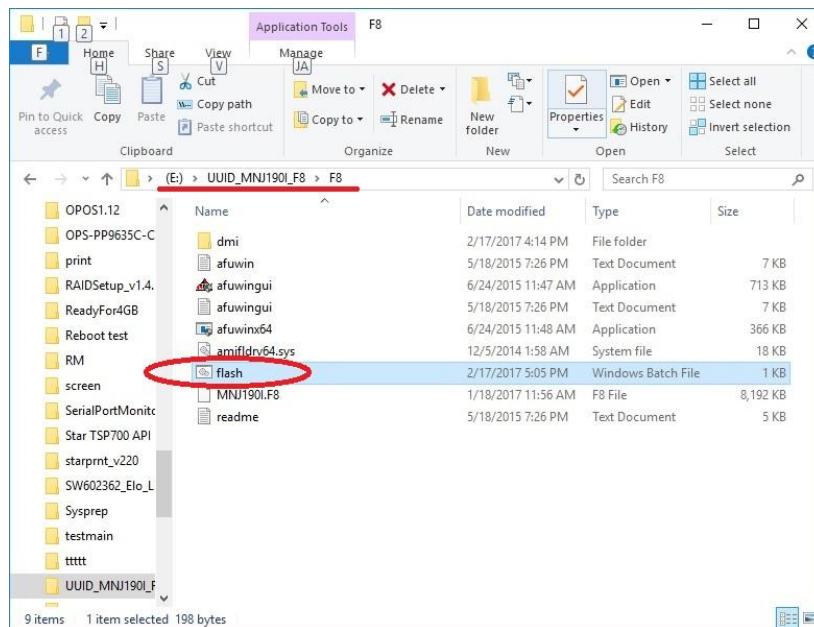 1
2
Application Tools
F8
F
Home
Share
View
Manage
H
S
V
JA
Pin to Quick access
Copy
Paste
Cut
Copy path
Paste shortcut
Clipboard
Move to
Copy to
Delete
Rename
Organize
New folder
New
Properties
Open
Edit
History
Open
Select all
Select none
Invert selection
Select
(E:) > UUID_MNJ190I_F8 > F8
Search F8
OPOS1.12
OPS-PP9635C-C
print
RAIDSetup_v1.4.
ReadyFor4GB
Reboot test
RM
screen
SerialPortMonito
Star TSP700 API
starprnt_v220
SW602362_Elo_L
Sysprep
testmain
ttttt
UUID_MNJ190I_F
Name Date modified Type Size
dmi 2/17/2017 4:14 PM File folder
afuwin 5/18/2015 7:26 PM Text Document 7 KB
afuwingui 6/24/2015 11:47 AM Application 713 KB
afuwingui 5/18/2015 7:26 PM Text Document 7 KB
afuwinx64 6/24/2015 11:48 AM Application 366 KB
amifldrv64.sys 12/5/2014 1:58 AM System file 18 KB
flash 2/17/2017 5:05 PM Windows Batch File 1 KB
MNJ190I.F8 1/18/2017 11:56 AM F8 File 8,192 KB
readme 5/18/2015 7:26 PM Text Document 5 KB
9 items 1 item selected 198 bytes